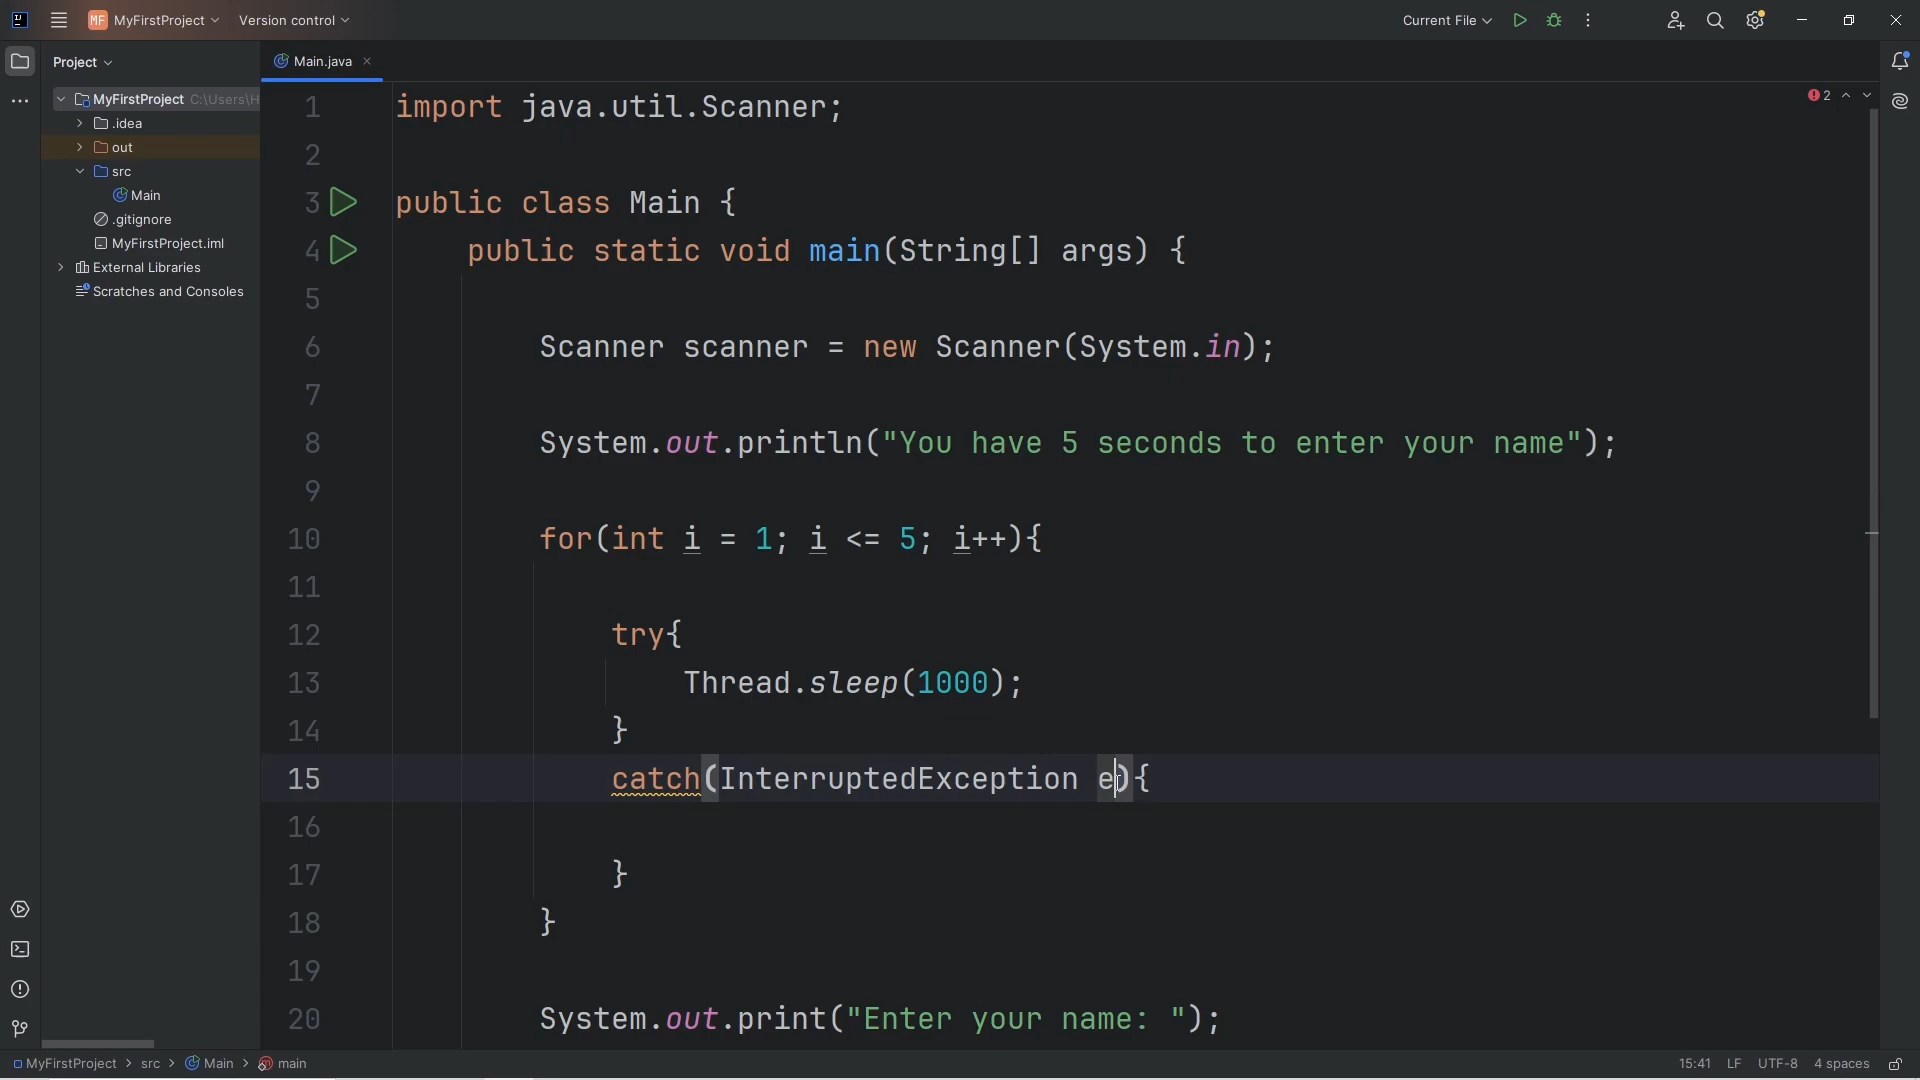 MF MyFirstProject Version control Current File
Project
Main.java
MyFirstProject C:\Users\H
.idea
out
src
Main
.gitignore
MyFirstProject.iml
External Libraries
Scratches and Consoles
2
1 import java.util.Scanner;
2
3 public class Main {
4 public static void main(String[] args) {
5
6 Scanner scanner = new Scanner(System.in);
7
8 System.out.println("You have 5 seconds to enter your name");
9
10 for(int i = 1; i <= 5; i++){
11
12 try{
13 Thread.sleep(1000);
14 }
15 catch(InterruptedException e){
16
17 }
18 }
19
20 System.out.print("Enter your name: ");
MyFirstProject > src > Main > main 15:41 LF UTF-8 4 spaces